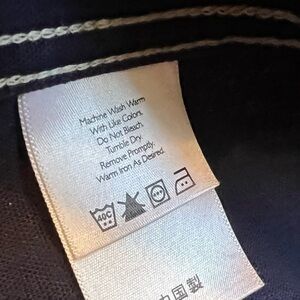 Machine Wash Warm
With Like Colors.
Do Not Bleach.
Tumble Dry.
Remove Promptly.
Warm Iron As Desired.
40C
中国製